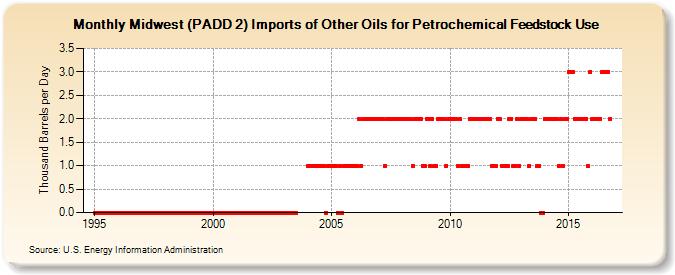 Monthly Midwest (PADD 2) Imports of Other Oils for Petrochemical Feedstock Use
Thousand Barrels per Day
3.5
3.0
2.5
2.0
1.5
1.0
0.5
0.0
1995 2000 2005 2010 2015
Source: U.S. Energy Information Administration